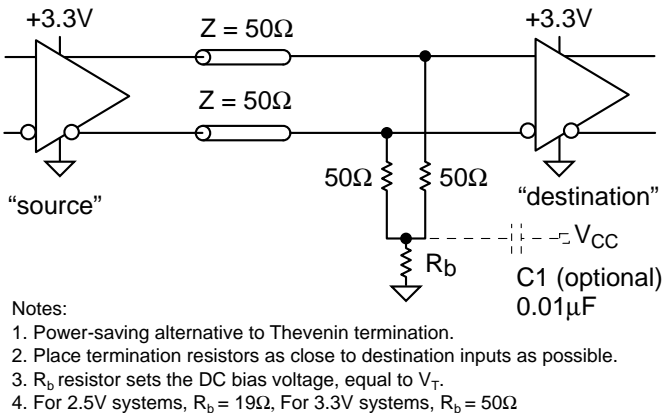 +3.3V
+3.3V
Z = 50Ω
Z = 50Ω
50Ω
50Ω
“source”
“destination”
VCC
Rb
C1 (optional)
0.01µF
Notes:
1. Power-saving alternative to Thevenin termination.
2. Place termination resistors as close to destination inputs as possible.
3. Rb resistor sets the DC bias voltage, equal to VT.
4. For 2.5V systems, Rb = 19Ω, For 3.3V systems, Rb = 50Ω